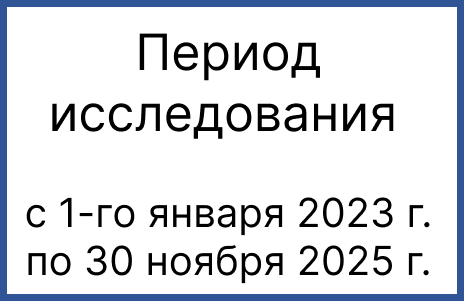 Период
исследования
с 1-го января 2023 г.
по 30 ноября 2025 г.